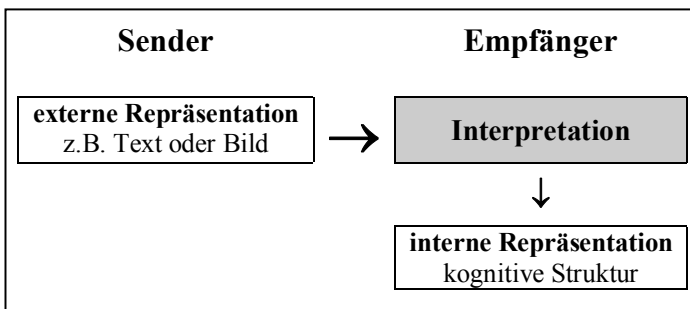 Sender
Empfänger
externe Repräsentation
z.B. Text oder Bild
Interpretation
interne Repräsentation
kognitive Struktur